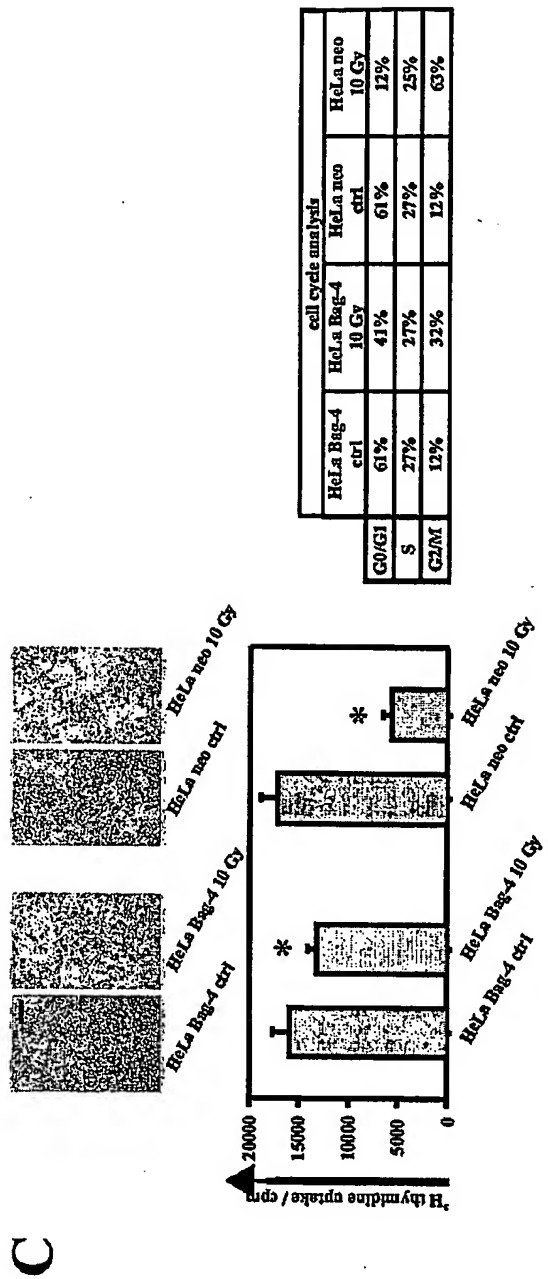 C
HeLa Bag-4 ctrl
HeLa Bag-4 10 Gy
HeLa neo ctrl
HeLa neo 10 Gy
³H thymidine uptake / cpm
20000
15000
10000
5000
0
*
*
HeLa Bag-4 ctrl
HeLa Bag-4 10 Gy
HeLa neo ctrl
HeLa neo 10 Gy
cell cycle analysis
HeLa Bag-4 ctrl HeLa Bag-4 10 Gy HeLa neo ctrl HeLa neo 10 Gy
G0/G1 61% 41% 61% 12%
S 27% 27% 27% 25%
G2/M 12% 32% 12% 63%